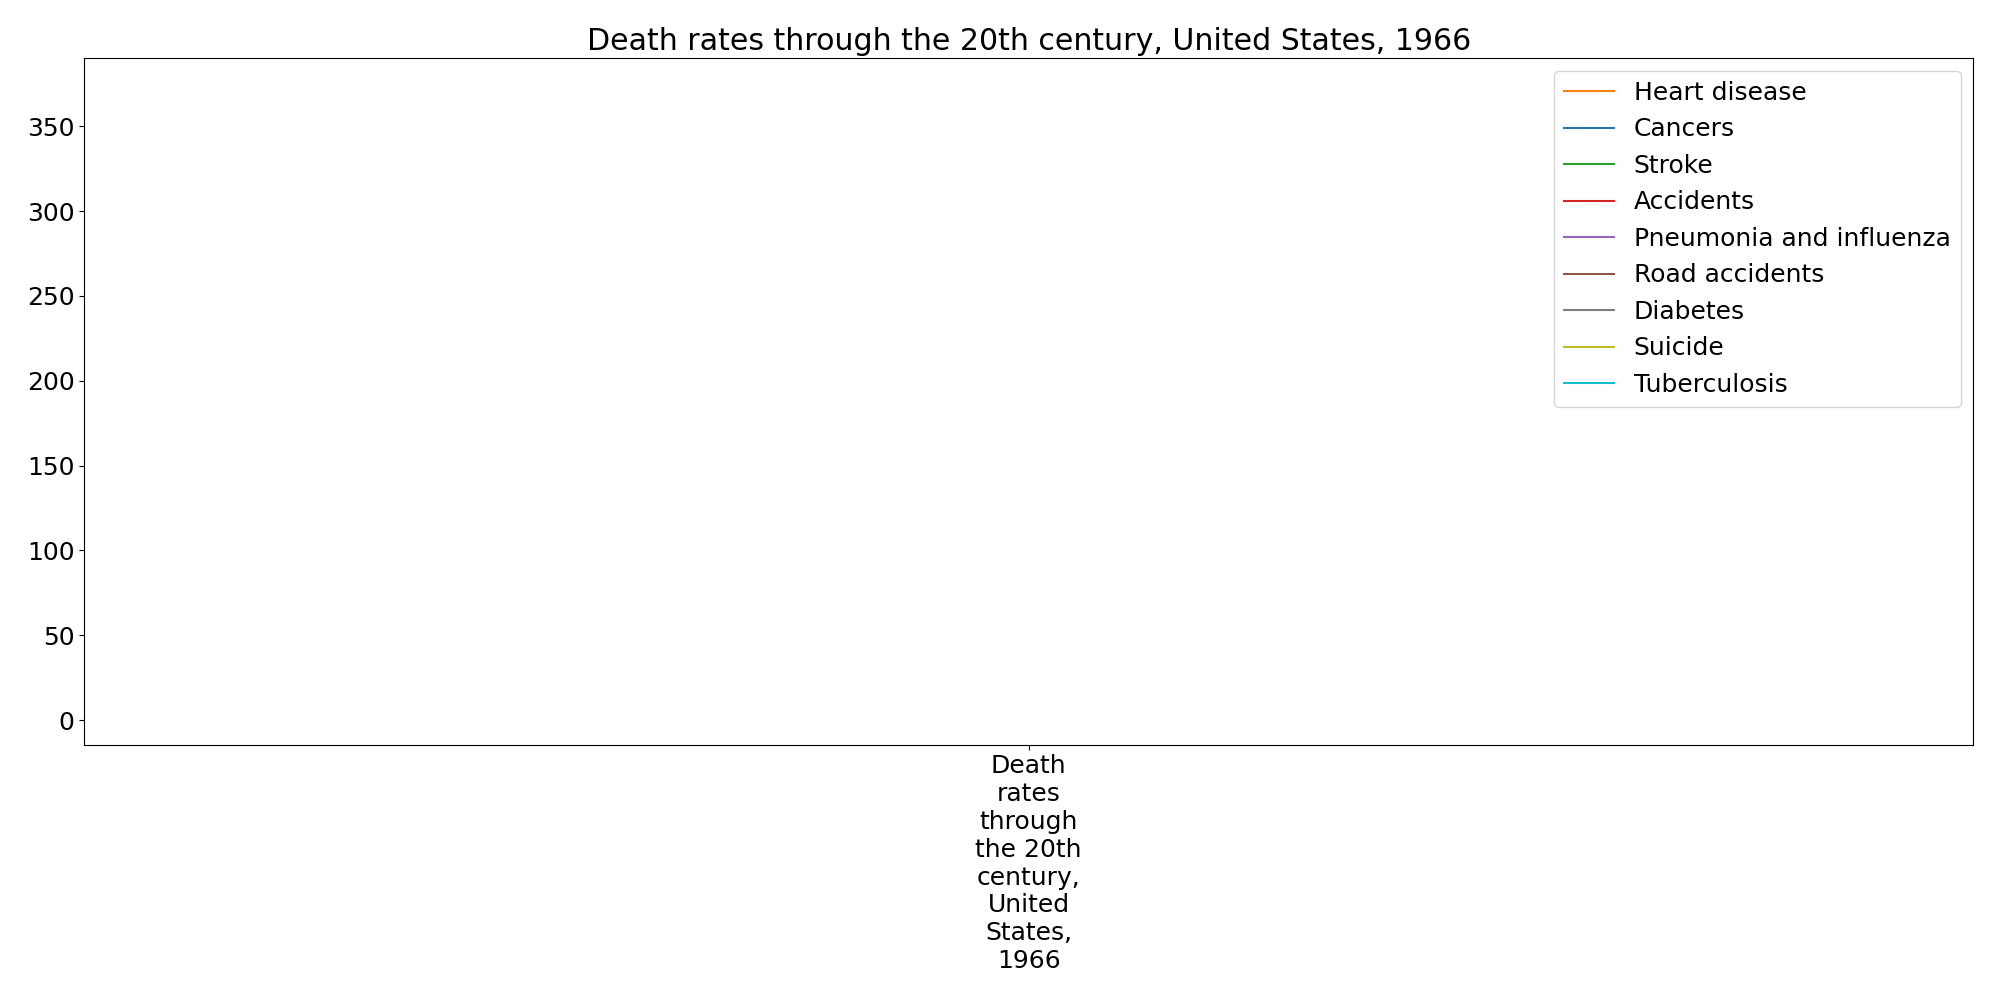 Death rates through the 20th century, United States, 1966
Heart disease
Cancers
Stroke
Accidents
Pneumonia and influenza
Road accidents
Diabetes
Suicide
Tuberculosis
350
300
250
200
150
100
50
0
Death
rates
through
the 20th
century,
United
States,
1966